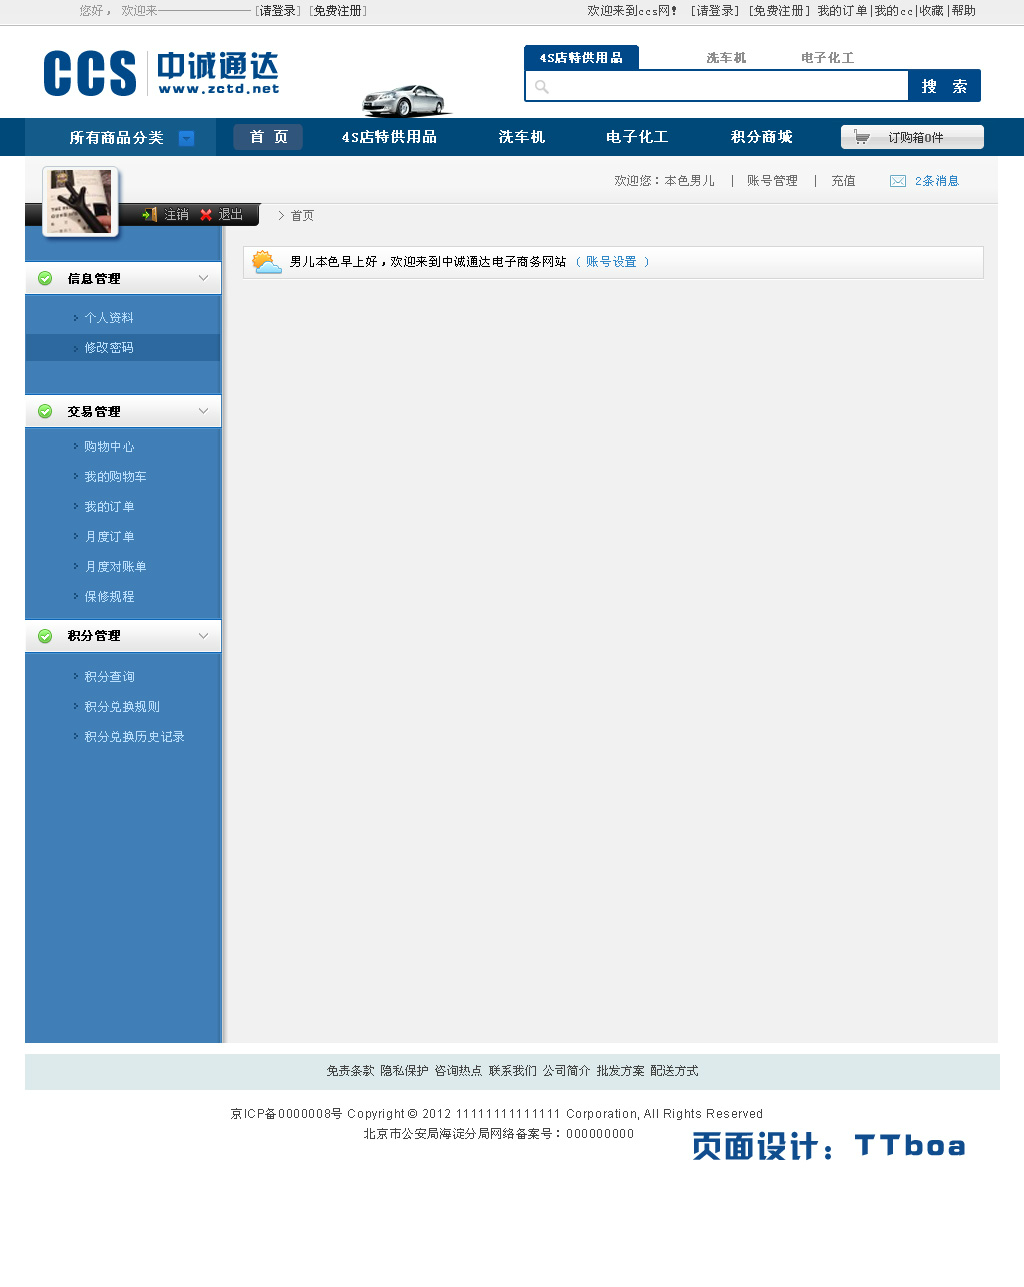 您好， 欢迎来———————— [请登录] [免费注册]
欢迎来到ccs网！ [请登录] [免费注册] 我的订单|我的cc|收藏|帮助
CCS 中诚通达
www.zctd.net
4S店特供用品 洗车机 电子化工
搜 索
所有商品分类 首 页 4S店特供用品 洗车机 电子化工 积分商城 订购箱0件
欢迎您：本色男儿 | 账号管理 | 充值 2条消息
注销 退出 > 首页
男儿本色早上好，欢迎来到中诚通达电子商务网站 （ 账号设置 ）
信息管理
个人资料
修改密码
交易管理
购物中心
我的购物车
我的订单
月度订单
月度对账单
保修规程
积分管理
积分查询
积分兑换规则
积分兑换历史记录
免责条款 隐私保护 咨询热点 联系我们 公司简介 批发方案 配送方式
京ICP备0000008号 Copyright © 2012 11111111111111 Corporation, All Rights Reserved
北京市公安局海淀分局网络备案号：000000000
页面设计：TTboa